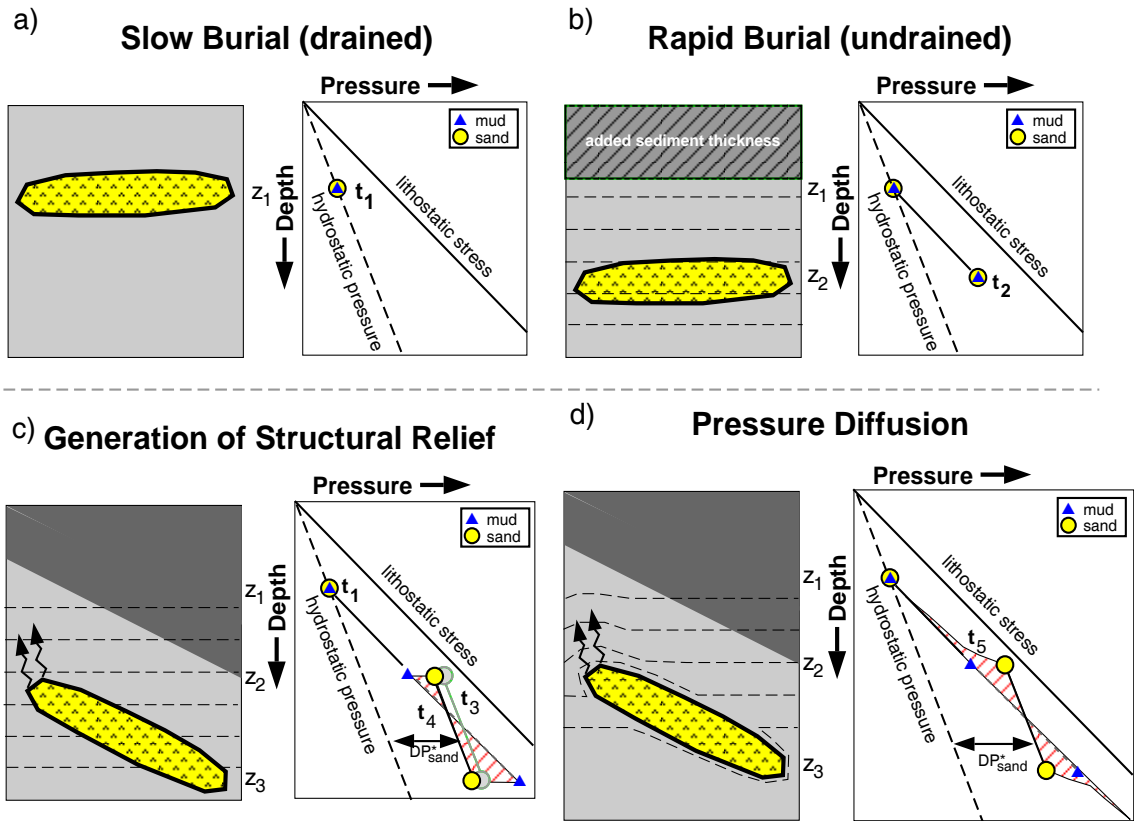 a)
Slow Burial (drained)
Pressure
mud
sand
z1
Depth
t1
hydrostatic pressure
lithostatic stress
b)
Rapid Burial (undrained)
Pressure
added sediment thickness
mud
sand
z1
Depth
z2
t2
hydrostatic pressure
lithostatic stress
c)
Generation of Structural Relief
Pressure
mud
sand
z1
Depth
t1
lithostatic stress
hydrostatic pressure
z2
t3
t4
DP*sand
z3
d)
Pressure Diffusion
Pressure
mud
sand
z1
Depth
lithostatic stress
hydrostatic pressure
t5
z2
DP*sand
z3